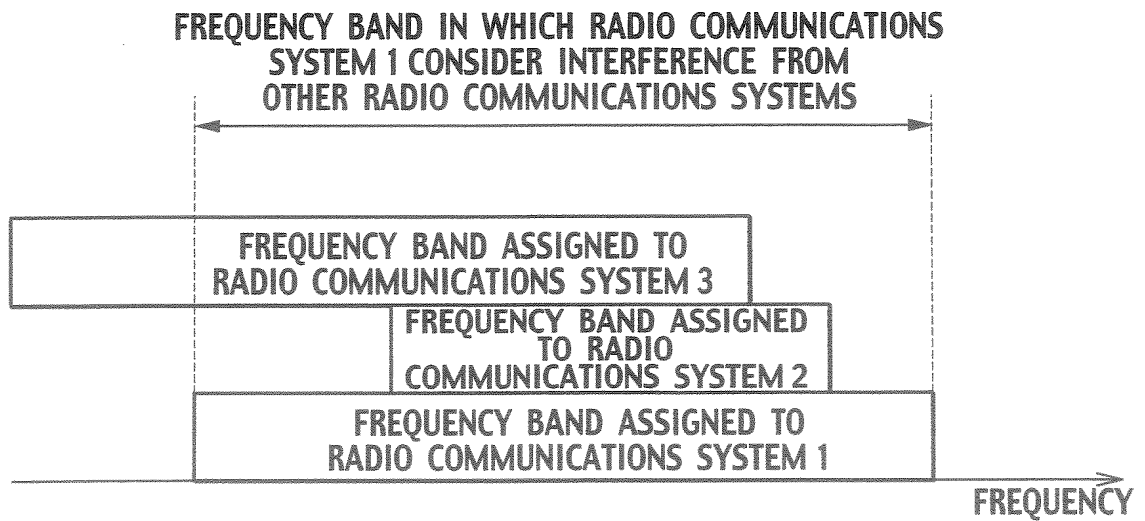 FREQUENCY BAND IN WHICH RADIO COMMUNICATIONS
SYSTEM 1 CONSIDER INTERFERENCE FROM
OTHER RADIO COMMUNICATIONS SYSTEMS
FREQUENCY BAND ASSIGNED TO
RADIO COMMUNICATIONS SYSTEM 3
FREQUENCY BAND ASSIGNED
TO RADIO
COMMUNICATIONS SYSTEM 2
FREQUENCY BAND ASSIGNED TO
RADIO COMMUNICATIONS SYSTEM 1
FREQUENCY